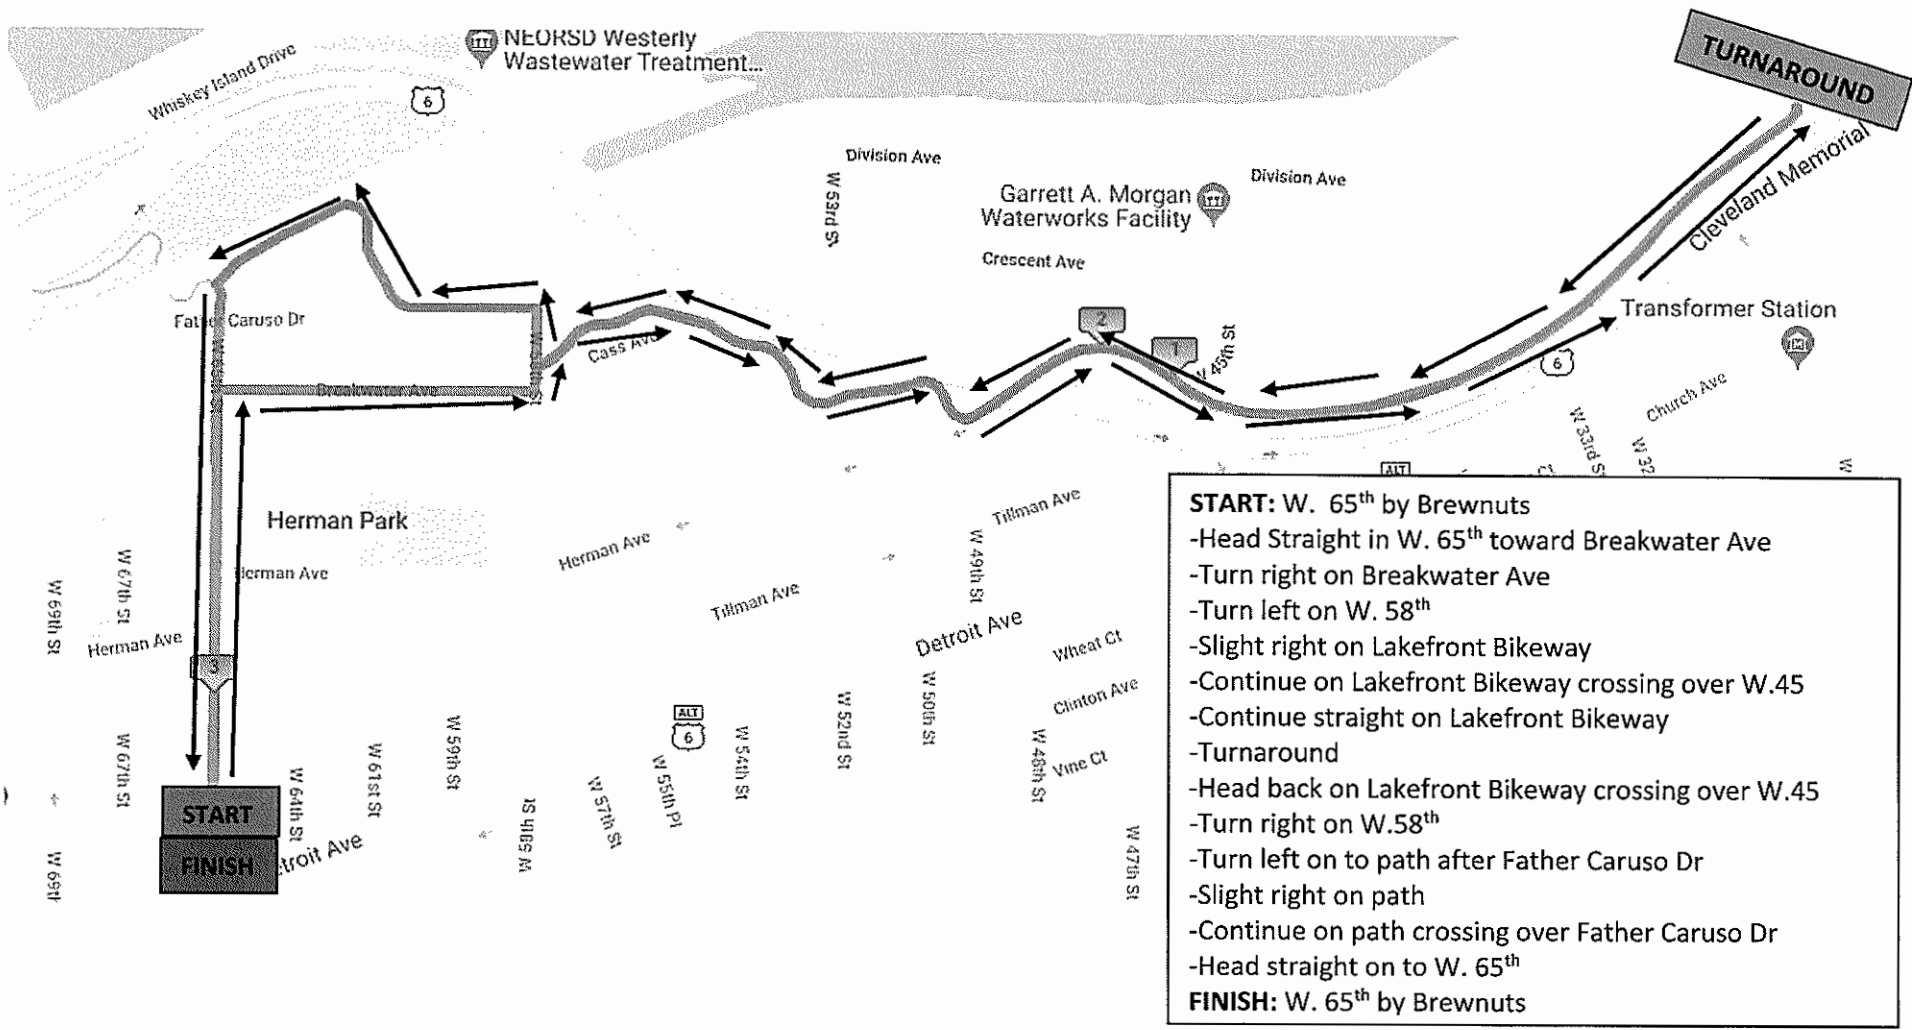 NEORSD Westerly
Wastewater Treatment...
TURNAROUND
Whiskey Island Drive
6
Division Ave
W 53rd St
Garrett A. Morgan
Waterworks Facility
Division Ave
Cleveland Memorial
Crescent Ave
Father Caruso Dr
Cass Ave
2
1
W 45th St
Transformer Station
6
Breakwater Ave
Church Ave
W 33rd S
W 32
W
Ct
ALT
Herman Park
Herman Ave
Herman Ave
Tillman Ave
W 49th St
W 67th St
W 69th St
Herman Ave
Tillman Ave
Detroit Ave
Wheat Ct
3
Clinton Ave
W 50th St
W 52nd St
ALT
6
W 54th St
W 48th St
Vine Ct
W 59th St
W 61st St
W 67th St
W 64th St
W 55th Pl
W 57th St
W 58th St
W 47th St
START
FINISH
etroit Ave
W 69th
START: W. 65th by Brewnuts
-Head Straight in W. 65th toward Breakwater Ave
-Turn right on Breakwater Ave
-Turn left on W. 58th
-Slight right on Lakefront Bikeway
-Continue on Lakefront Bikeway crossing over W.45
-Continue straight on Lakefront Bikeway
-Turnaround
-Head back on Lakefront Bikeway crossing over W.45
-Turn right on W.58th
-Turn left on to path after Father Caruso Dr
-Slight right on path
-Continue on path crossing over Father Caruso Dr
-Head straight on to W. 65th
FINISH: W. 65th by Brewnuts